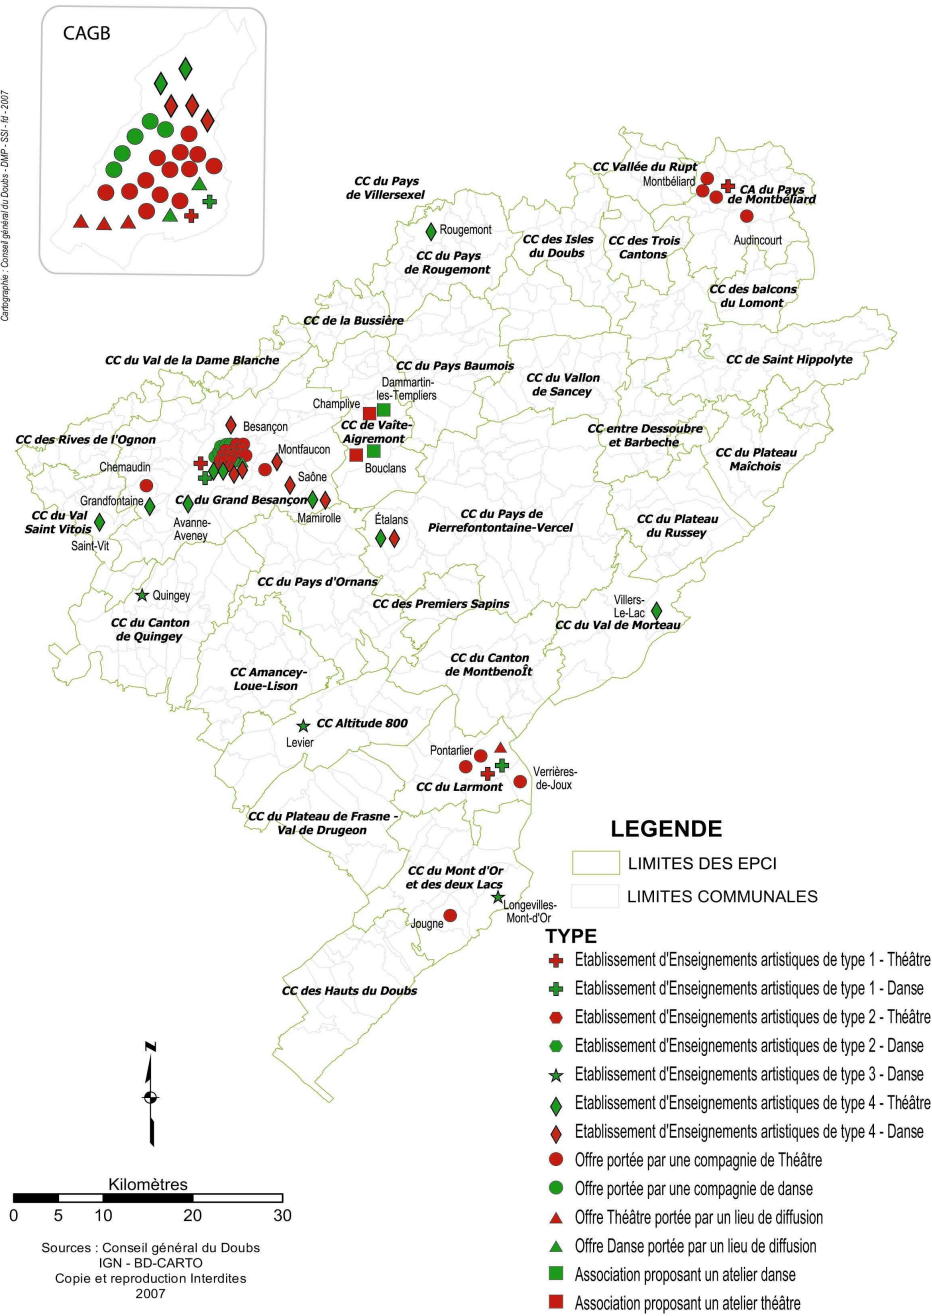 CAGB
Cartographie : Conseil général du Doubs - DMP - SSI - fd - 2007
CC Vallée du Rupt
Montbéliard
CA du Pays
de Montbéliard
Audincourt
CC du Pays
de Villersexel
Rougemont
CC du Pays
de Rougemont
CC des Isles
du Doubs
CC des Trois
Cantons
CC des balcons
du Lomont
CC de la Bussière
CC du Val de la Dame Blanche
CC du Pays Baumois
CC de Saint Hippolyte
CC du Vallon
de Sancey
Dammartin-
les-Templiers
Champlive
CC de Vaîte-
Aigremont
Bouclans
CC entre Dessoubre
et Barbeche
CC du Plateau
Maîchois
CC des Rives de l'Ognon
Besançon
Chemaudin
Montfaucon
Saône
Grandfontaine
CA du Grand Besançon
Mamirolle
Avanne-
Aveney
CC du Val
Saint Vitois
Saint-Vit
Étalans
CC du Pays de
Pierrefontontaine-Vercel
CC du Plateau
du Russey
CC du Pays d'Ornans
CC des Premiers Sapins
Quingey
CC du Canton
de Quingey
Villers-
Le-Lac
CC du Val de Morteau
CC Amancey-
Loue-Lison
CC du Canton
de MontbenoÎt
CC Altitude 800
Levier
Pontarlier
Verrières-
de-Joux
CC du Larmont
CC du Plateau de Frasne -
Val de Drugeon
CC du Mont d'Or
et des deux Lacs
Longevilles-
Mont-d'Or
Jougne
CC des Hauts du Doubs
LEGENDE
LIMITES DES EPCI
LIMITES COMMUNALES
TYPE
Etablissement d'Enseignements artistiques de type 1 - Théâtre
Etablissement d'Enseignements artistiques de type 1 - Danse
Etablissement d'Enseignements artistiques de type 2 - Théâtre
Etablissement d'Enseignements artistiques de type 2 - Danse
Etablissement d'Enseignements artistiques de type 3 - Danse
Etablissement d'Enseignements artistiques de type 4 - Théâtre
Etablissement d'Enseignements artistiques de type 4 - Danse
Offre portée par une compagnie de Théâtre
Offre portée par une compagnie de danse
Offre Théâtre portée par un lieu de diffusion
Offre Danse portée par un lieu de diffusion
Association proposant un atelier danse
Association proposant un atelier théâtre
N
Kilomètres
0 5 10 20 30
Sources : Conseil général du Doubs
IGN - BD-CARTO
Copie et reproduction Interdites
2007